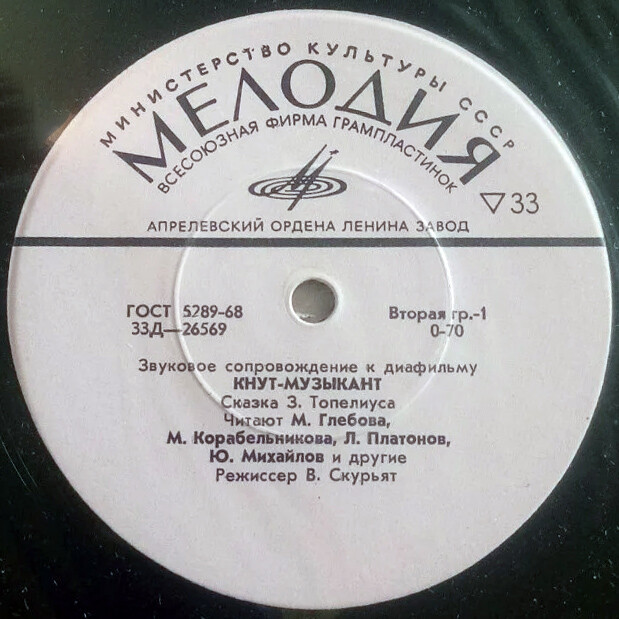 МИНИСТЕРСТВО КУЛЬТУРЫ СССР
МЕЛОДИЯ
ВСЕСОЮЗНАЯ ФИРМА ГРАМПЛАСТИНОК
▽33
АПРЕЛЕВСКИЙ ОРДЕНА ЛЕНИНА ЗАВОД
ГОСТ 5289-68 Вторая гр.-1
33Д—26569 0-70
Звуковое сопровождение к диафильму
КНУТ-МУЗЫКАНТ
Сказка З. Топелиуса
Читают М. Глебова,
М. Корабельникова, Л. Платонов,
Ю. Михайлов и другие
Режиссер В. Скурьят